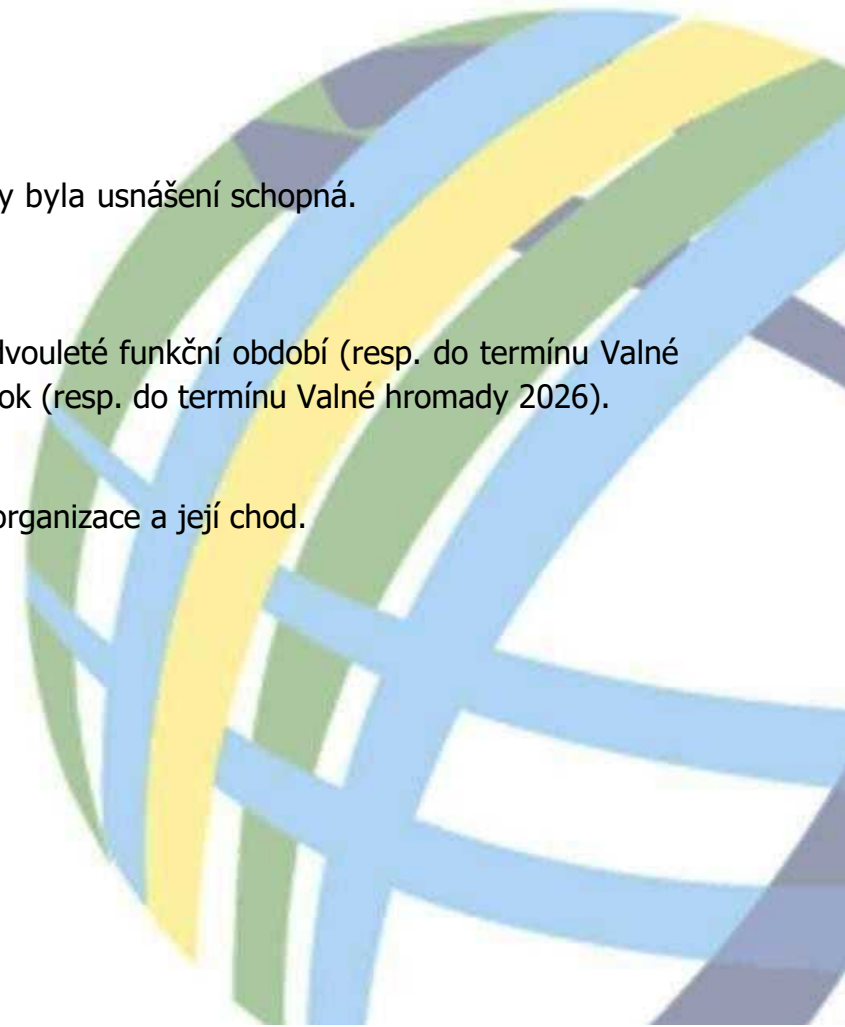 y byla usnášení schopná.
dvouleté funkční období (resp. do termínu Valné
ok (resp. do termínu Valné hromady 2026).
organizace a její chod.